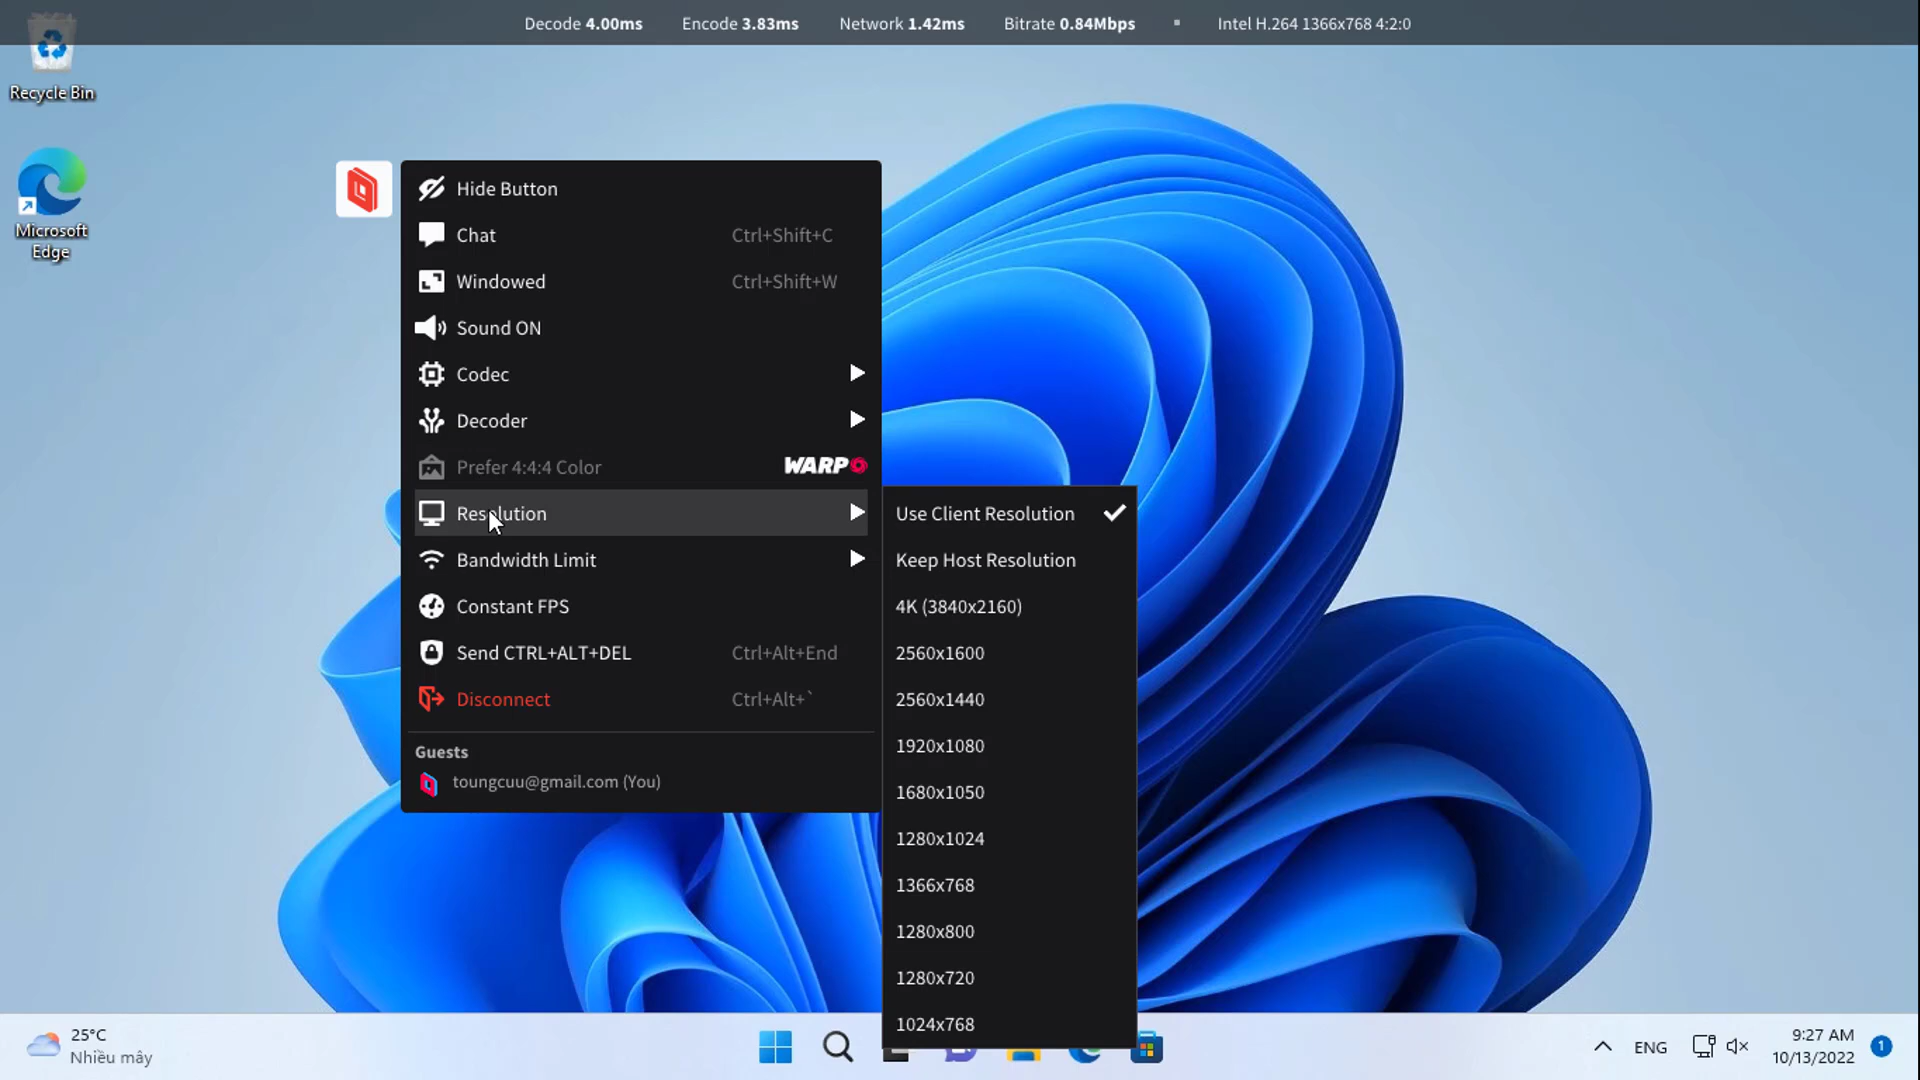 Decode 4.00ms Encode 3.83ms Network 1.42ms Bitrate 0.84Mbps Intel H.264 1366x768 4:2:0
Recycle Bin
Microsoft
Edge
Hide Button
Chat Ctrl+Shift+C
Windowed Ctrl+Shift+W
Sound ON
Codec
Decoder
Prefer 4:4:4 Color WARP
Resolution
Bandwidth Limit
Constant FPS
Send CTRL+ALT+DEL Ctrl+Alt+End
Disconnect Ctrl+Alt+`
Guests
toungcuu@gmail.com (You)
Use Client Resolution
Keep Host Resolution
4K (3840x2160)
2560x1600
2560x1440
1920x1080
1680x1050
1280x1024
1366x768
1280x800
1280x720
1024x768
25°C
Nhiều mây
ENG
9:27 AM
10/13/2022
1